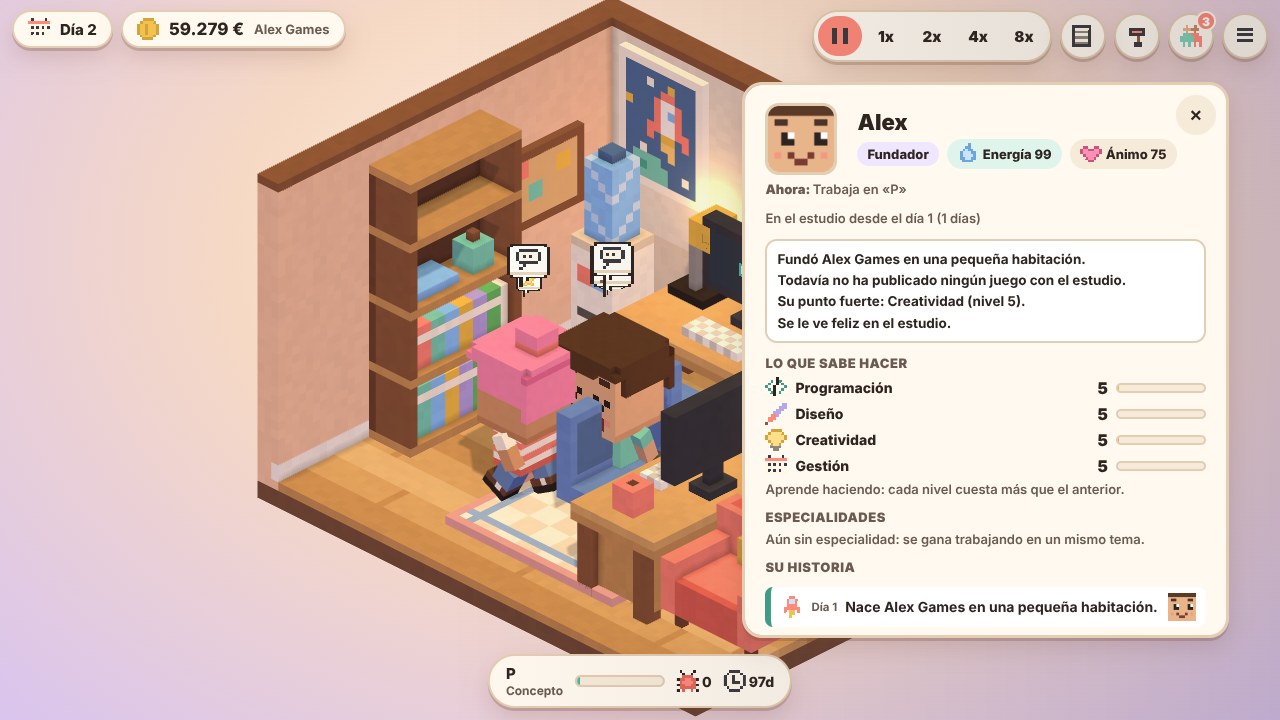 Día 2
59.279 € Alex Games
1x 2x 4x 8x
3
Alex
Fundador
Energía 99
Ánimo 75
Ahora: Trabaja en «P»
En el estudio desde el día 1 (1 días)
Fundó Alex Games en una pequeña habitación.
Todavía no ha publicado ningún juego con el estudio.
Su punto fuerte: Creatividad (nivel 5).
Se le ve feliz en el estudio.
LO QUE SABE HACER
Programación 5
Diseño 5
Creatividad 5
Gestión 5
Aprende haciendo: cada nivel cuesta más que el anterior.
ESPECIALIDADES
Aún sin especialidad: se gana trabajando en un mismo tema.
SU HISTORIA
Día 1 Nace Alex Games en una pequeña habitación.
P
Concepto
0
97d